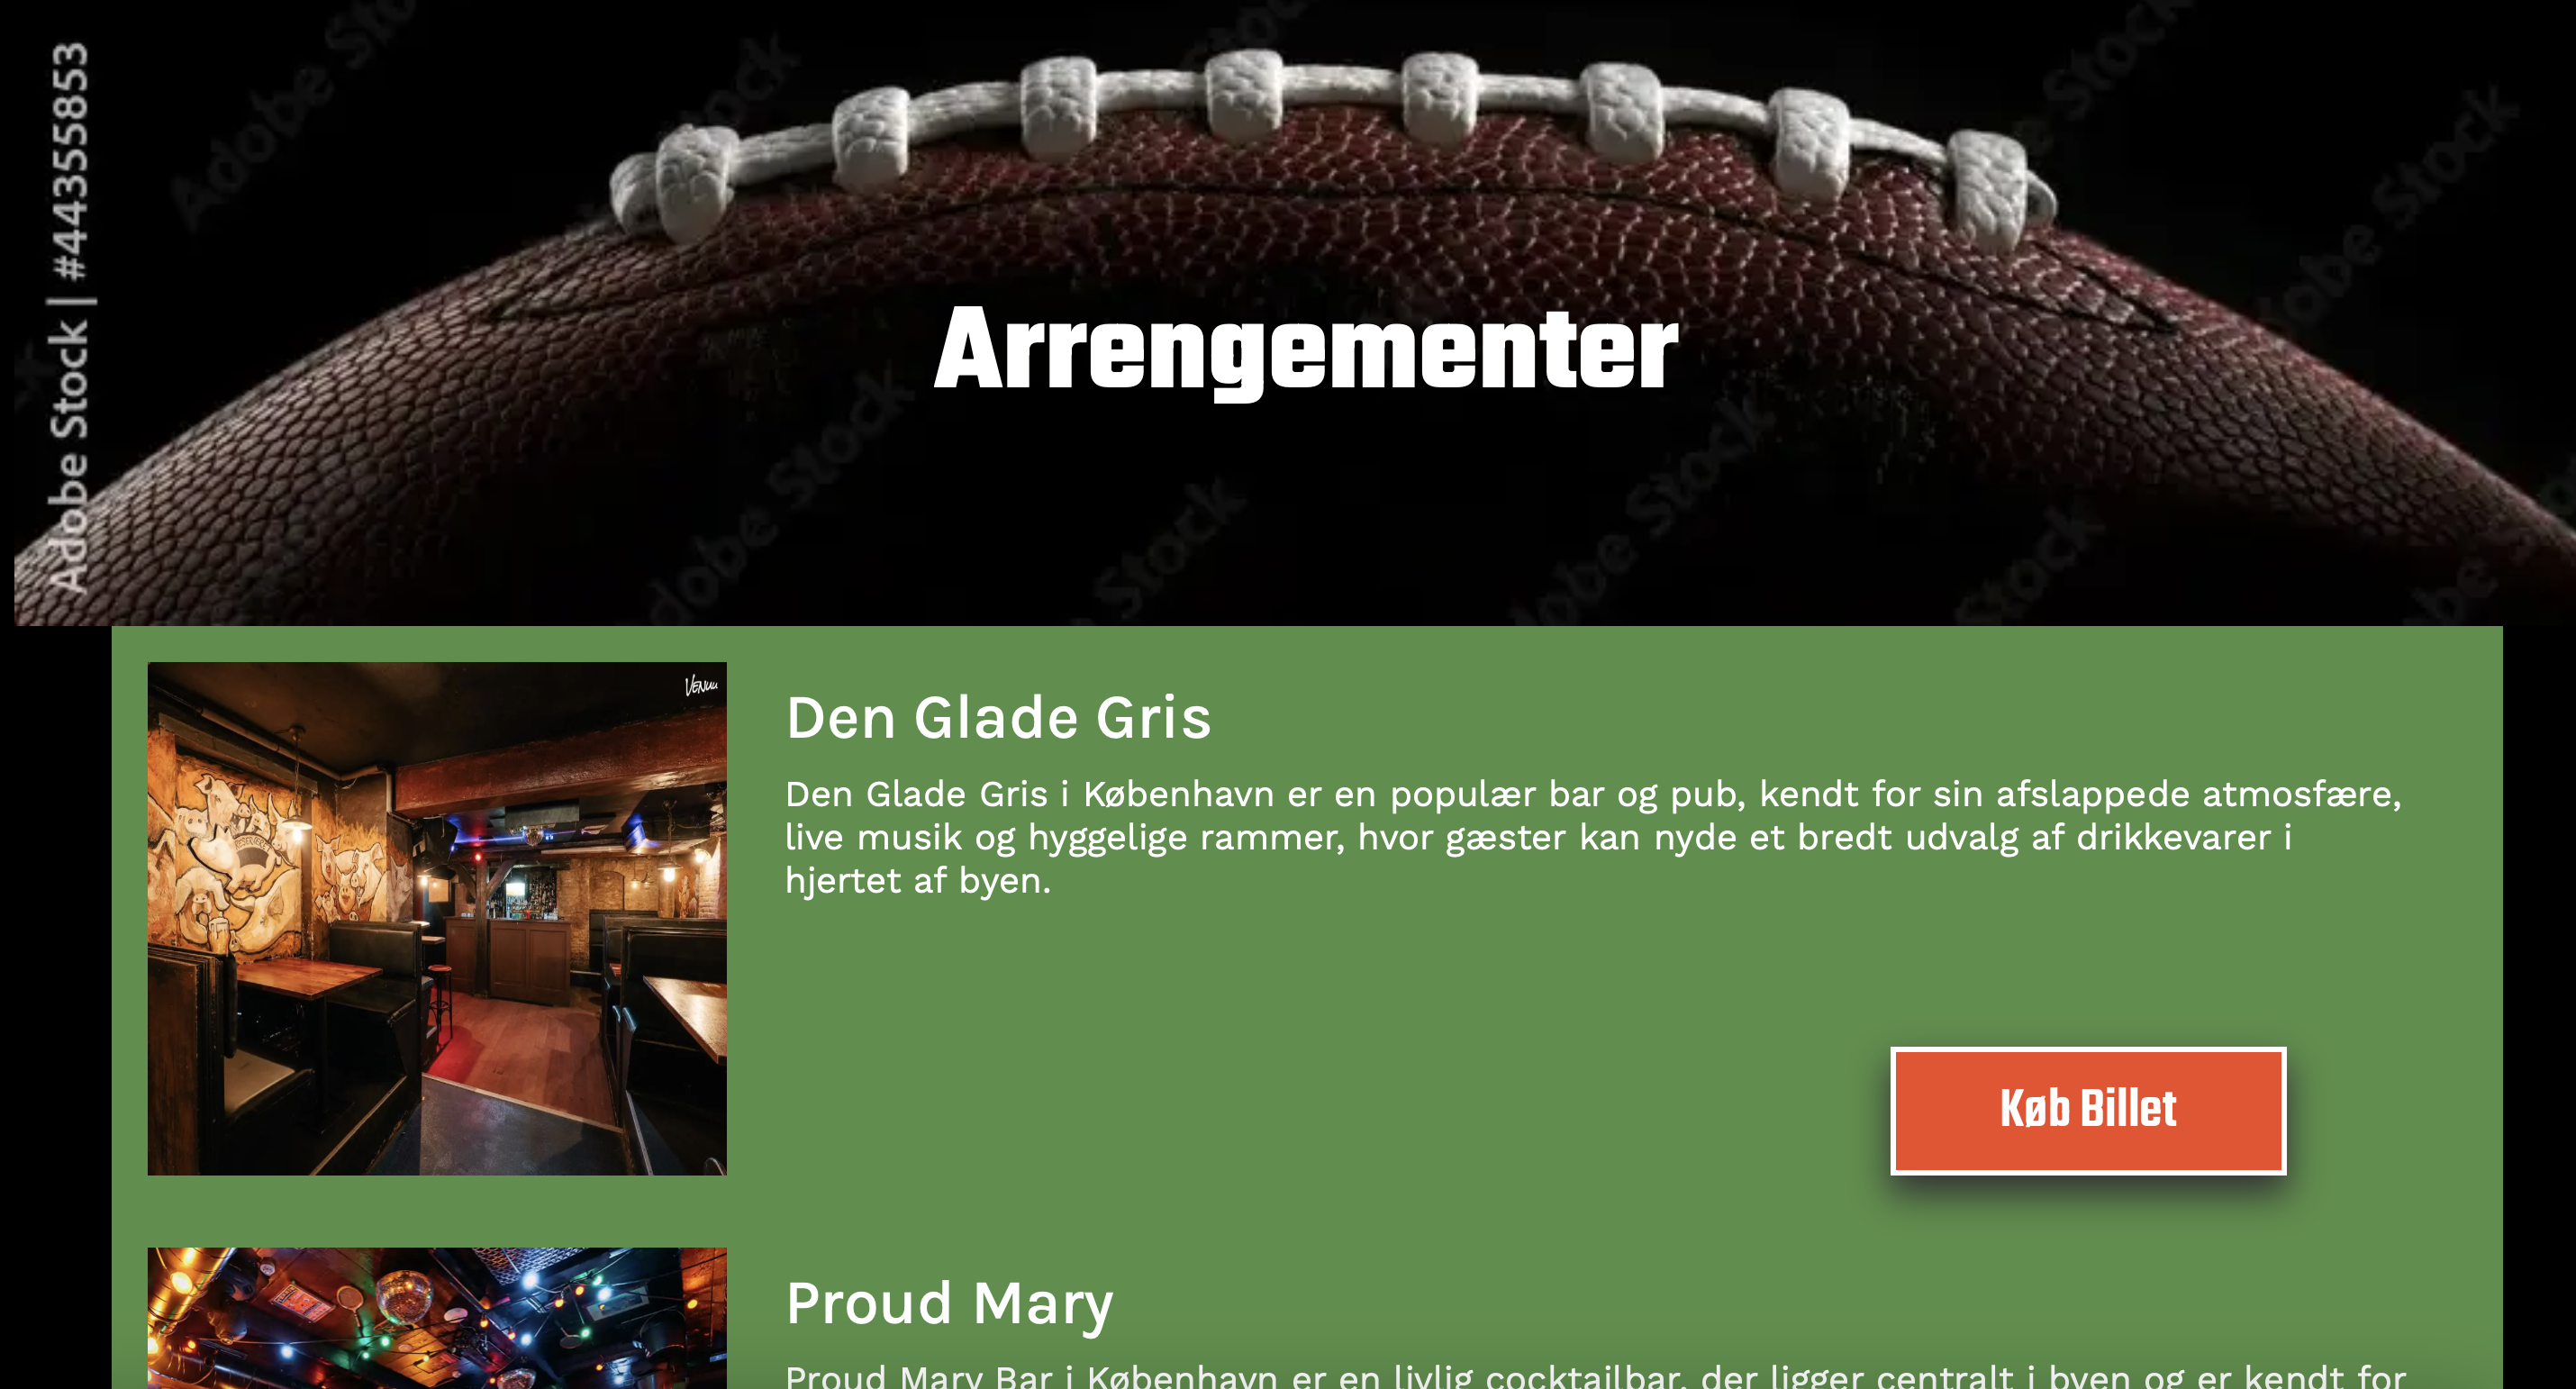 Adobe Stock | #443558853
Arrengementer
Den Glade Gris
Den Glade Gris i København er en populær bar og pub, kendt for sin afslappede atmosfære,
live musik og hyggelige rammer, hvor gæster kan nyde et bredt udvalg af drikkevarer i
hjertet af byen.
Køb Billet
Proud Mary
Proud Mary Bar i København er en livlig cocktailbar, der ligger centralt i byen og er kendt for